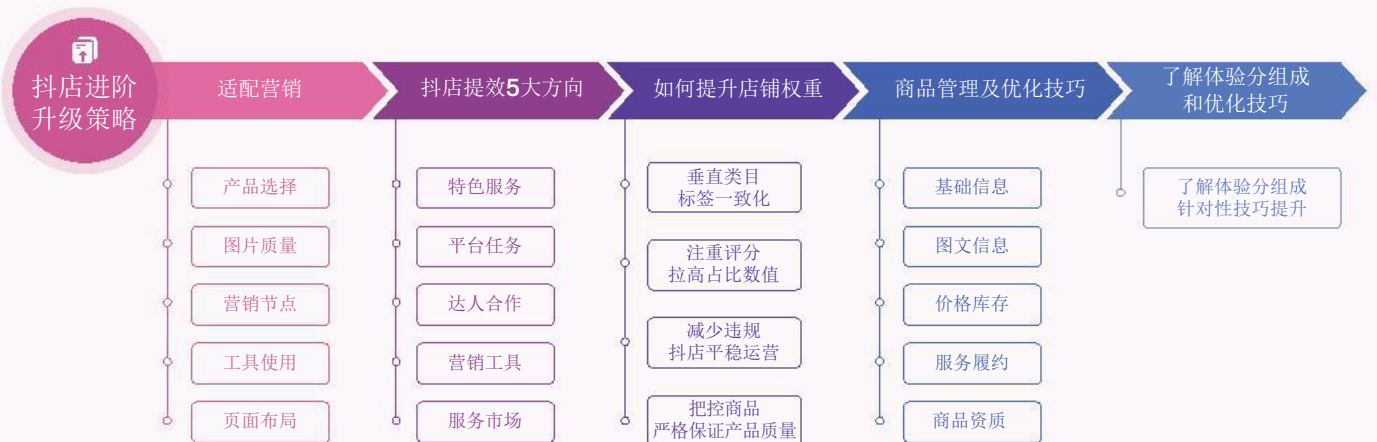 抖店进阶
升级策略
适配营销
抖店提效5大方向
如何提升店铺权重
商品管理及优化技巧
了解体验分组成
和优化技巧
产品选择
图片质量
营销节点
工具使用
页面布局
特色服务
平台任务
达人合作
营销工具
服务市场
垂直类目
标签一致化
注重评分
拉高占比数值
减少违规
抖店平稳运营
把控商品
严格保证产品质量
基础信息
图文信息
价格库存
服务履约
商品资质
了解体验分组成
针对性技巧提升